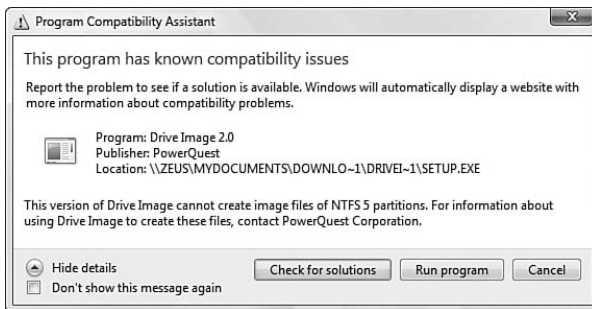 Program Compatibility Assistant
This program has known compatibility issues
Report the problem to see if a solution is available. Windows will automatically display a website with
more information about compatibility problems.
Program: Drive Image 2.0
Publisher: PowerQuest
Location: \\ZEUS\MYDOCUMENTS\DOWNLO~1\DRIVEI~1\SETUP.EXE
This version of Drive Image cannot create image files of NTFS 5 partitions. For information about
using Drive Image to create these files, contact PowerQuest Corporation.
Hide details
Check for solutions
Run program
Cancel
Don't show this message again